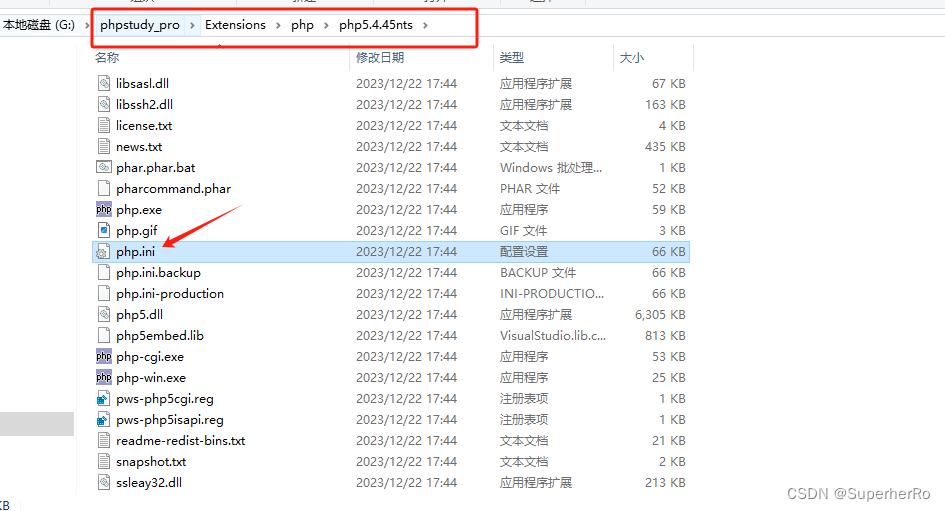 本地磁盘 (G:) › phpstudy_pro › Extensions › php › php5.4.45nts ›
名称 修改日期 类型 大小
libsasl.dll 2023/12/22 17:44 应用程序扩展 67 KB
libssh2.dll 2023/12/22 17:44 应用程序扩展 163 KB
license.txt 2023/12/22 17:44 文本文档 4 KB
news.txt 2023/12/22 17:44 文本文档 435 KB
phar.phar.bat 2023/12/22 17:44 Windows 批处理... 1 KB
pharcommand.phar 2023/12/22 17:44 PHAR 文件 52 KB
php php.exe 2023/12/22 17:44 应用程序 59 KB
php.gif 2023/12/22 17:44 GIF 文件 3 KB
php.ini 2023/12/22 17:44 配置设置 66 KB
php.ini.backup 2023/12/22 17:44 BACKUP 文件 66 KB
php.ini-production 2023/12/22 17:44 INI-PRODUCTIO... 66 KB
php5.dll 2023/12/22 17:44 应用程序扩展 6,305 KB
php5embed.lib 2023/12/22 17:44 VisualStudio.lib.c... 813 KB
php php-cgi.exe 2023/12/22 17:44 应用程序 53 KB
php php-win.exe 2023/12/22 17:44 应用程序 25 KB
pws-php5cgi.reg 2023/12/22 17:44 注册表项 1 KB
pws-php5isapi.reg 2023/12/22 17:44 注册表项 1 KB
readme-redist-bins.txt 2023/12/22 17:44 文本文档 21 KB
snapshot.txt 2023/12/22 17:44 文本文档 2 KB
ssleay32.dll 2023/12/22 17:44 应用程序扩展 213 KB
KB
CSDN @SuperherRo